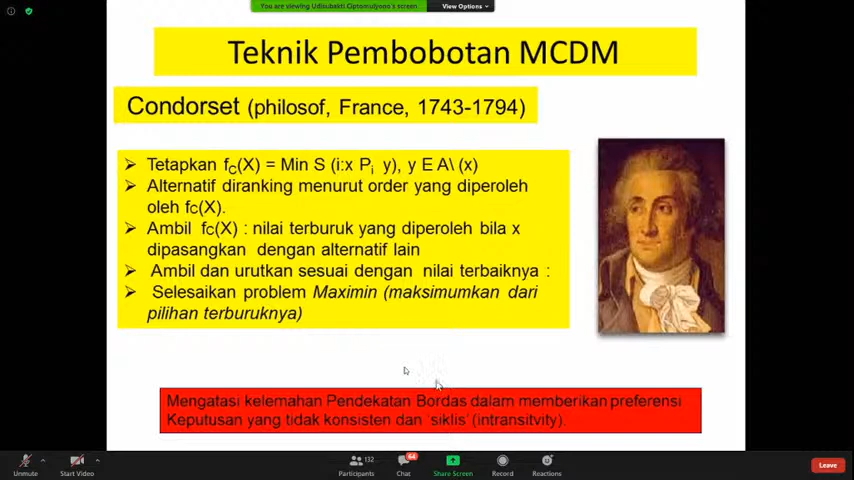 You are viewing Udisubakti Ciptomulyono's screen
View Options
Teknik Pembobotan MCDM
Condorset (philosof, France, 1743-1794)
➢ Tetapkan fC(X) = Min S (i:x Pi y), y E A\ (x)
➢ Alternatif diranking menurut order yang diperoleh
oleh fC(X).
➢ Ambil fC(X) : nilai terburuk yang diperoleh bila x
dipasangkan dengan alternatif lain
➢ Ambil dan urutkan sesuai dengan nilai terbaiknya :
➢ Selesaikan problem Maximin (maksimumkan dari
pilihan terburuknya)
Mengatasi kelemahan Pendekatan Bordas dalam memberikan preferensi
Keputusan yang tidak konsisten dan 'siklis' (intransitvity).
Unmute
Start Video
132
Participants
64
Chat
Share Screen
Record
Reactions
Leave